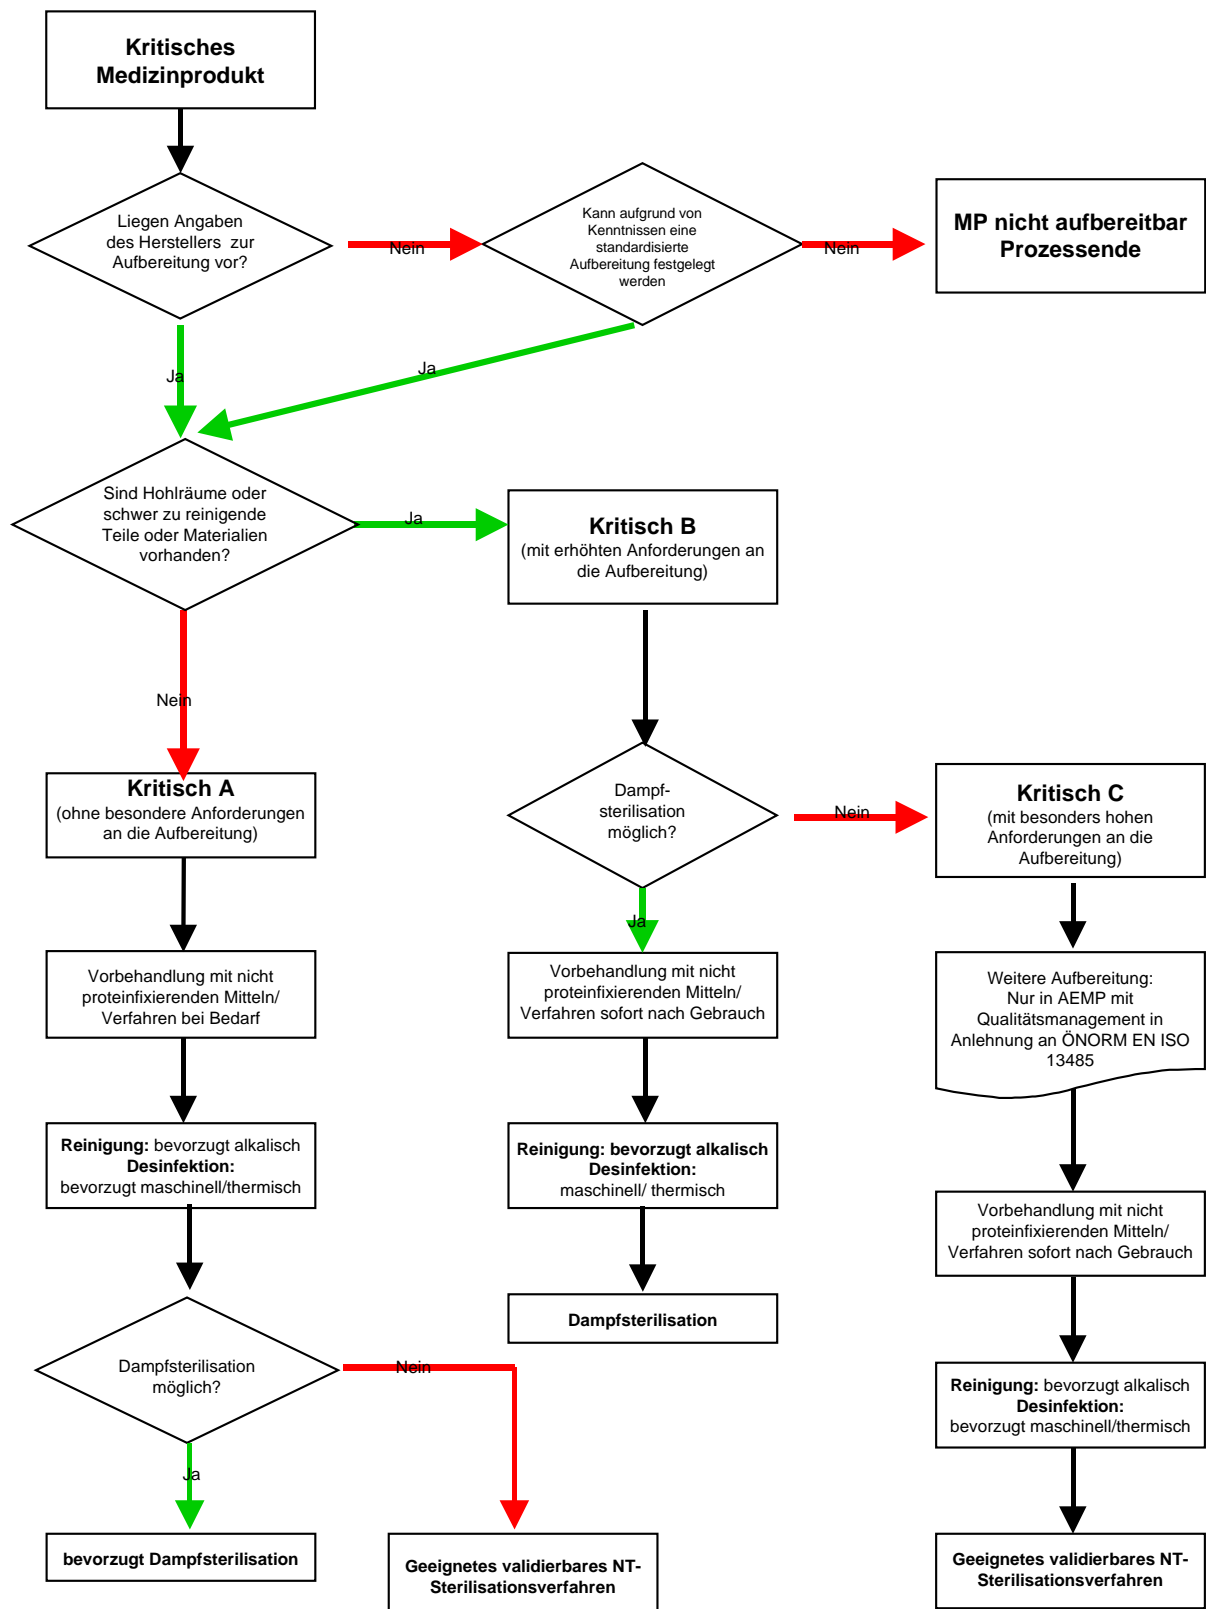 Kritisches
Medizinprodukt
Liegen Angaben
des Herstellers zur
Aufbereitung vor?
Nein
Kann aufgrund von
Kenntnissen eine
standardisierte
Aufbereitung festgelegt
werden
Nein
MP nicht aufbereitbar
Prozessende
Ja
Ja
Sind Hohlräume oder
schwer zu reinigende
Teile oder Materialien
vorhanden?
Ja
Kritisch B
(mit erhöhten Anforderungen an
die Aufbereitung)
Nein
Kritisch A
(ohne besondere Anforderungen
an die Aufbereitung)
Dampf-
sterilisation
möglich?
Nein
Kritisch C
(mit besonders hohen
Anforderungen an die
Aufbereitung)
Ja
Vorbehandlung mit nicht
proteinfixierenden Mitteln/
Verfahren bei Bedarf
Vorbehandlung mit nicht
proteinfixierenden Mitteln/
Verfahren sofort nach Gebrauch
Weitere Aufbereitung:
Nur in AEMP mit
Qualitätsmanagement in
Anlehnung an ÖNORM EN ISO
13485
Reinigung: bevorzugt alkalisch
Desinfektion:
bevorzugt maschinell/thermisch
Reinigung: bevorzugt alkalisch
Desinfektion:
maschinell/ thermisch
Vorbehandlung mit nicht
proteinfixierenden Mitteln/
Verfahren sofort nach Gebrauch
Dampfsterilisation
Dampfsterilisation
möglich?
Nein
Reinigung: bevorzugt alkalisch
Desinfektion:
bevorzugt maschinell/thermisch
Ja
bevorzugt Dampfsterilisation
Geeignetes validierbares NT-
Sterilisationsverfahren
Geeignetes validierbares NT-
Sterilisationsverfahren